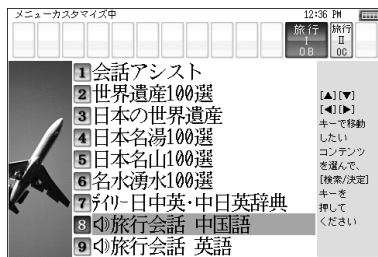 メニューカスタマイズ中
12:36 PM
旅行
I
0B
旅行
II
0C
1 会話アシスト
2 世界遺産100選
3 日本の世界遺産
4 日本名湯100選
5 日本名山100選
6 名水湧水100選
7 デイリー日中英・中日英辞典
8 旅行会話 中国語
9 旅行会話 英語
[▲][▼]
[◀][▶]
キーで移動
したい
コンテンツ
を選んで、
[検索/決定]
キーを
押して
ください